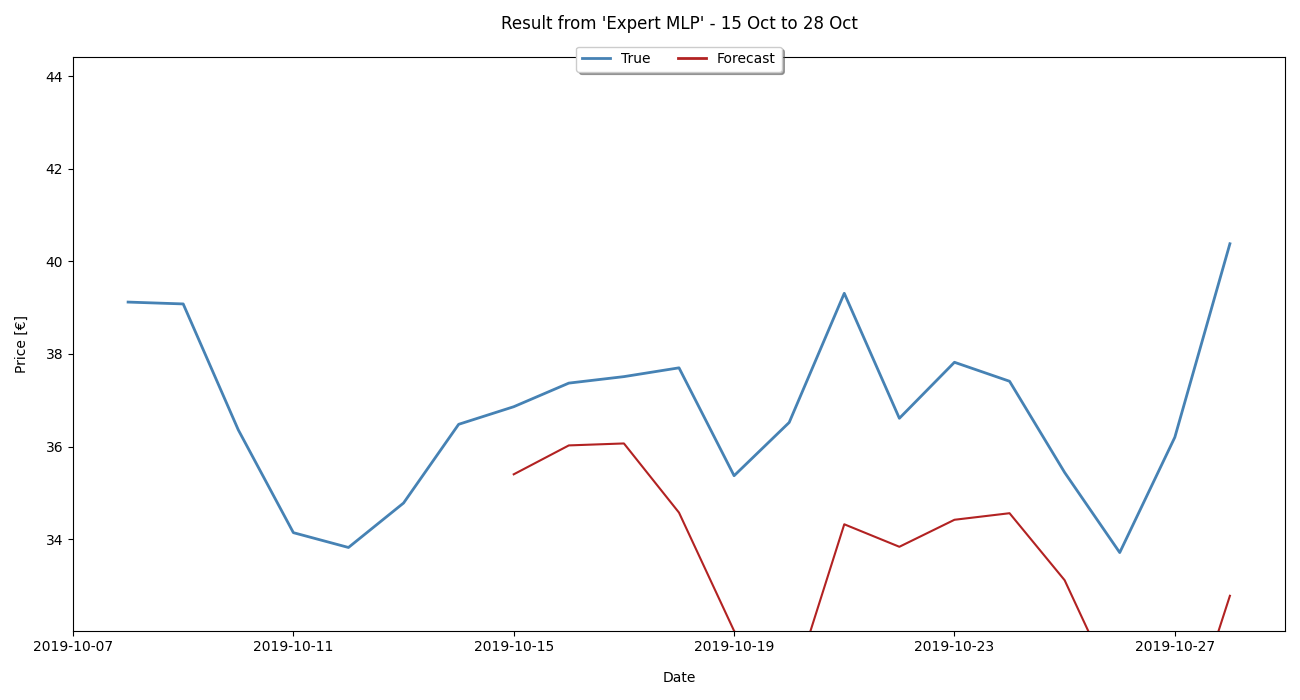 Result from 'Expert MLP' - 15 Oct to 28 Oct
True
Forecast
44
42
40
38
36
34
Price [€]
2019-10-07
2019-10-11
2019-10-15
2019-10-19
2019-10-23
2019-10-27
Date